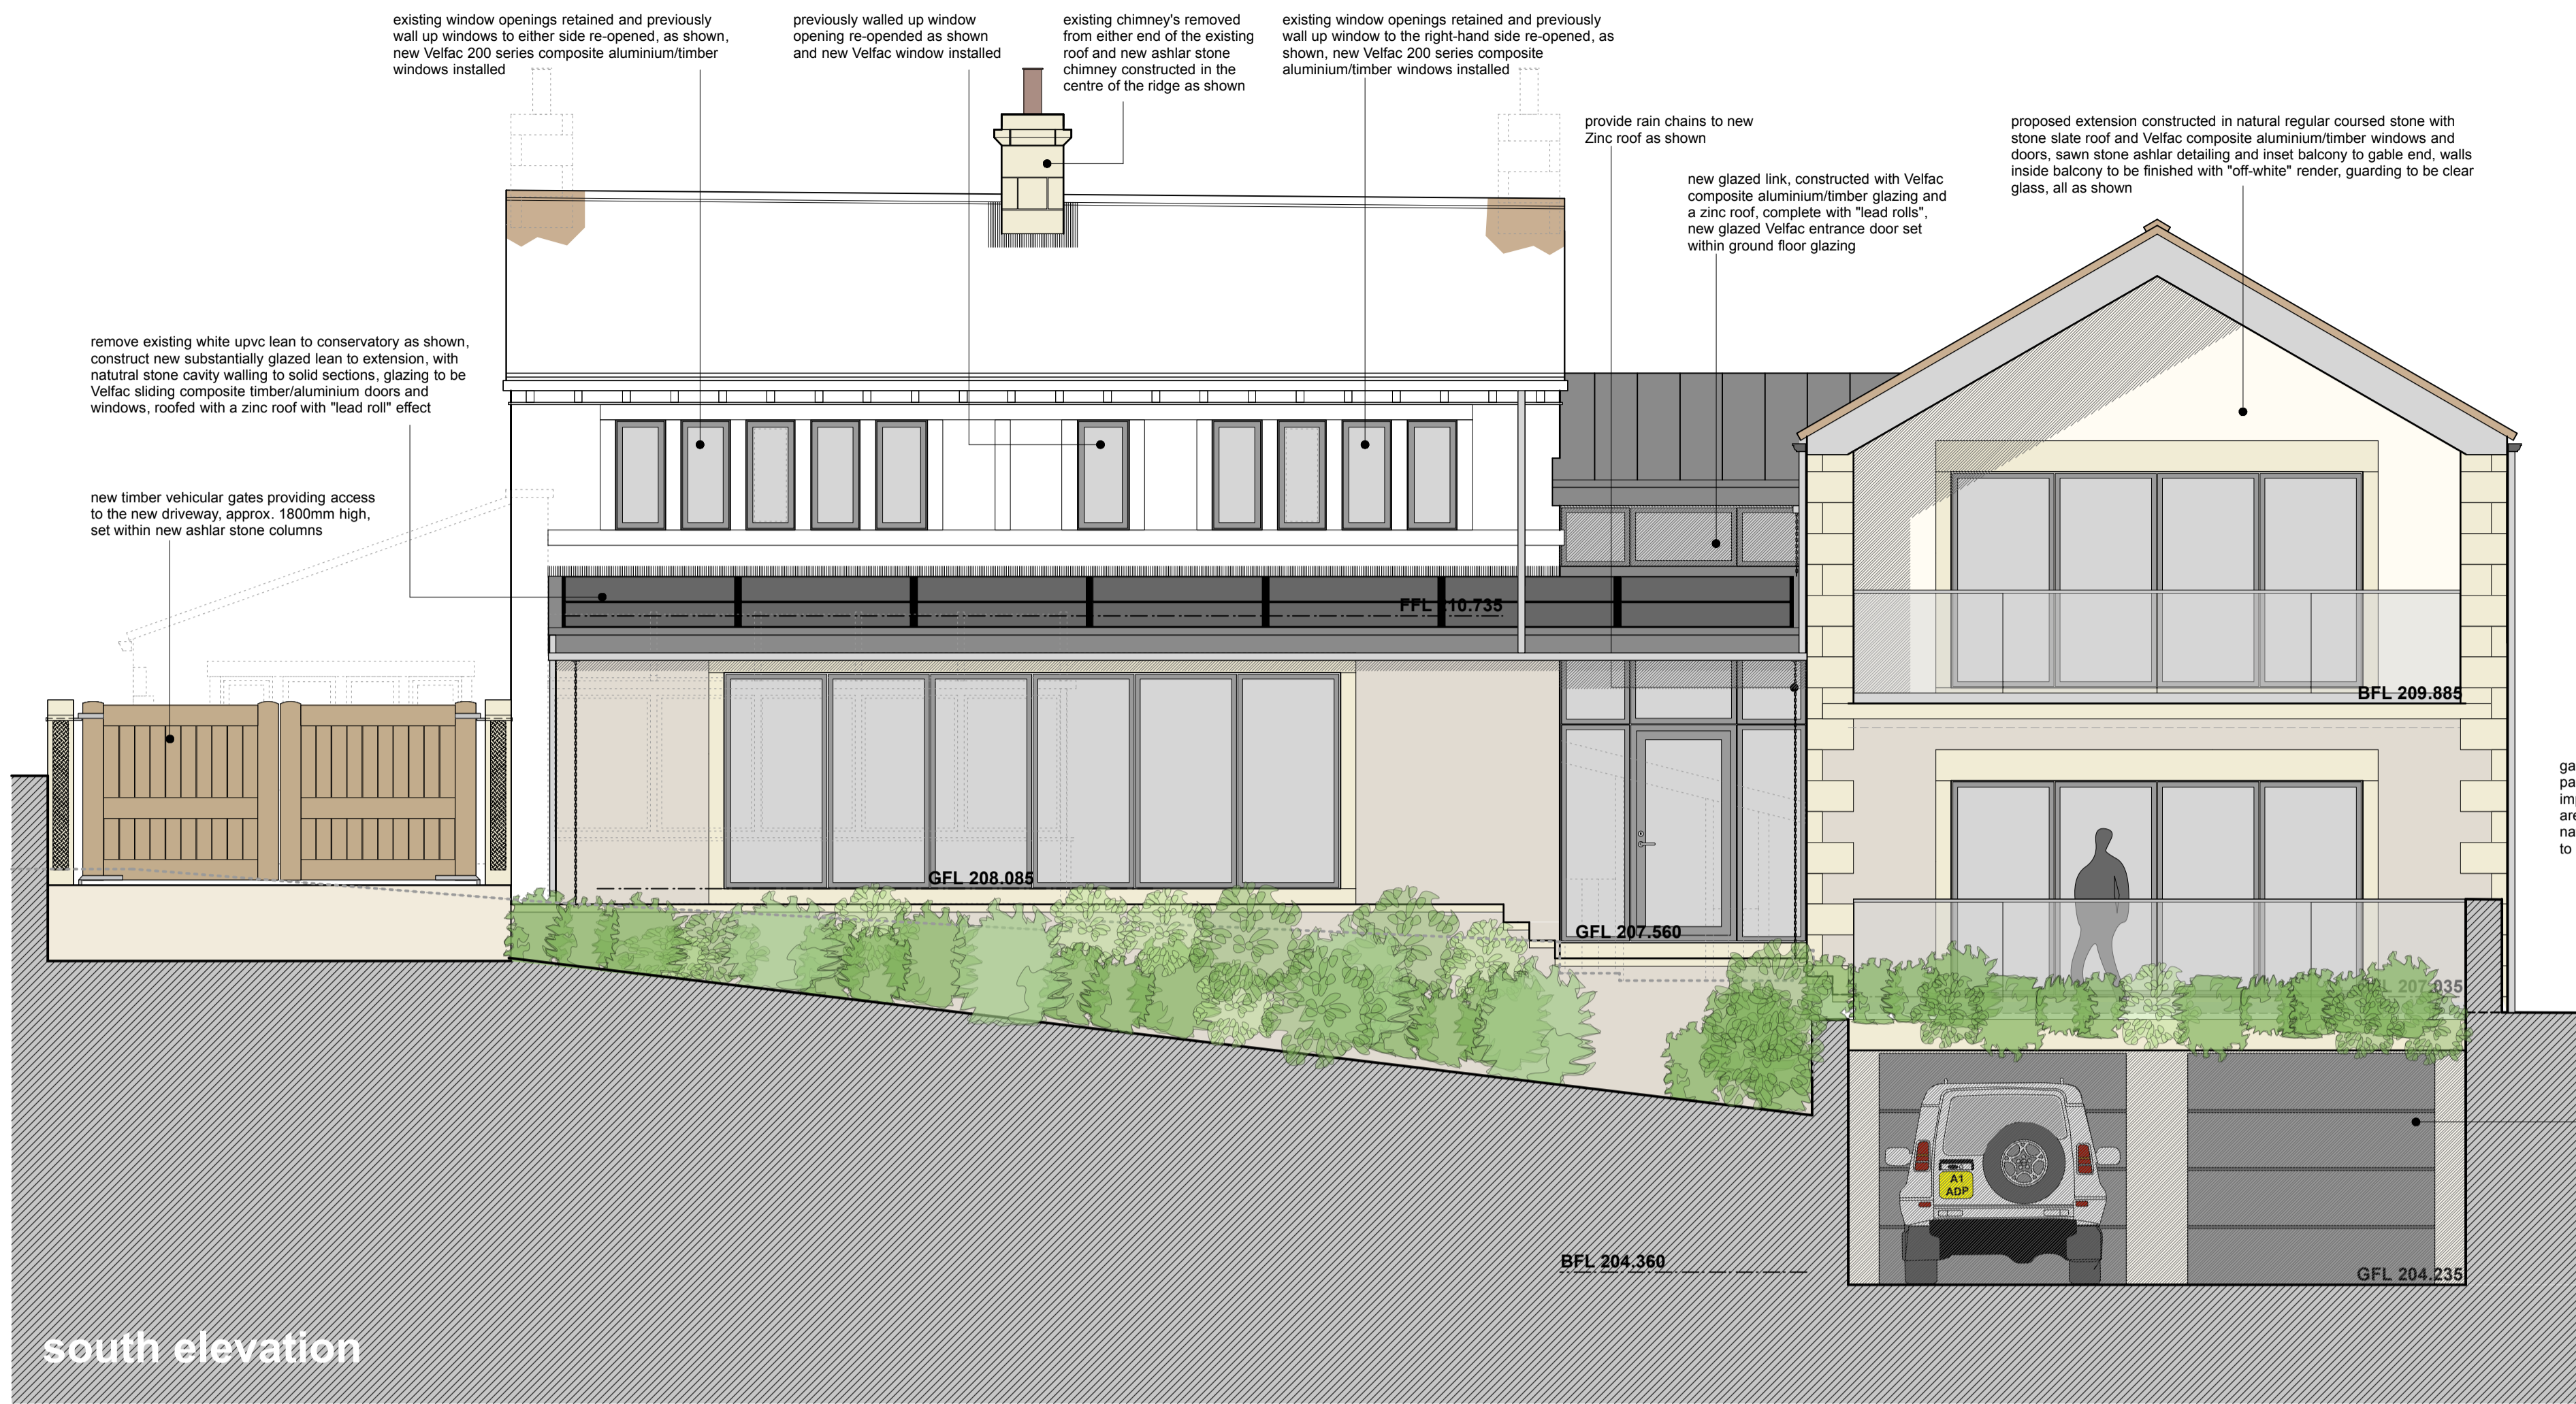 existing window openings retained and previously
wall up windows to either side re-opened, as shown,
new Velfac 200 series composite aluminium/timber
windows installed
previously walled up window
opening re-opended as shown
and new Velfac window installed
existing chimney's removed
from either end of the existing
roof and new ashlar stone
chimney constructed in the
centre of the ridge as shown
existing window openings retained and previously
wall up window to the right-hand side re-opened, as
shown, new Velfac 200 series composite
aluminium/timber windows installed
provide rain chains to new
Zinc roof as shown
new glazed link, constructed with Velfac
composite aluminium/timber glazing and
a zinc roof, complete with "lead rolls",
new glazed Velfac entrance door set
within ground floor glazing
proposed extension constructed in natural regular coursed stone with
stone slate roof and Velfac composite aluminium/timber windows and
doors, sawn stone ashlar detailing and inset balcony to gable end, walls
inside balcony to be finished with "off-white" render, guarding to be clear
glass, all as shown
remove existing white upvc lean to conservatory as shown,
construct new substantially glazed lean to extension, with
natutral stone cavity walling to solid sections, glazing to be
Velfac sliding composite timber/aluminium doors and
windows, roofed with a zinc roof with "lead roll" effect
new timber vehicular gates providing access
to the new driveway, approx. 1800mm high,
set within new ashlar stone columns
FFL 210.735
BFL 209.885
ga
pa
im
are
na
to
GFL 208.085
GFL 207.560
207.035
A1
ADP
BFL 204.360
GFL 204.235
south elevation